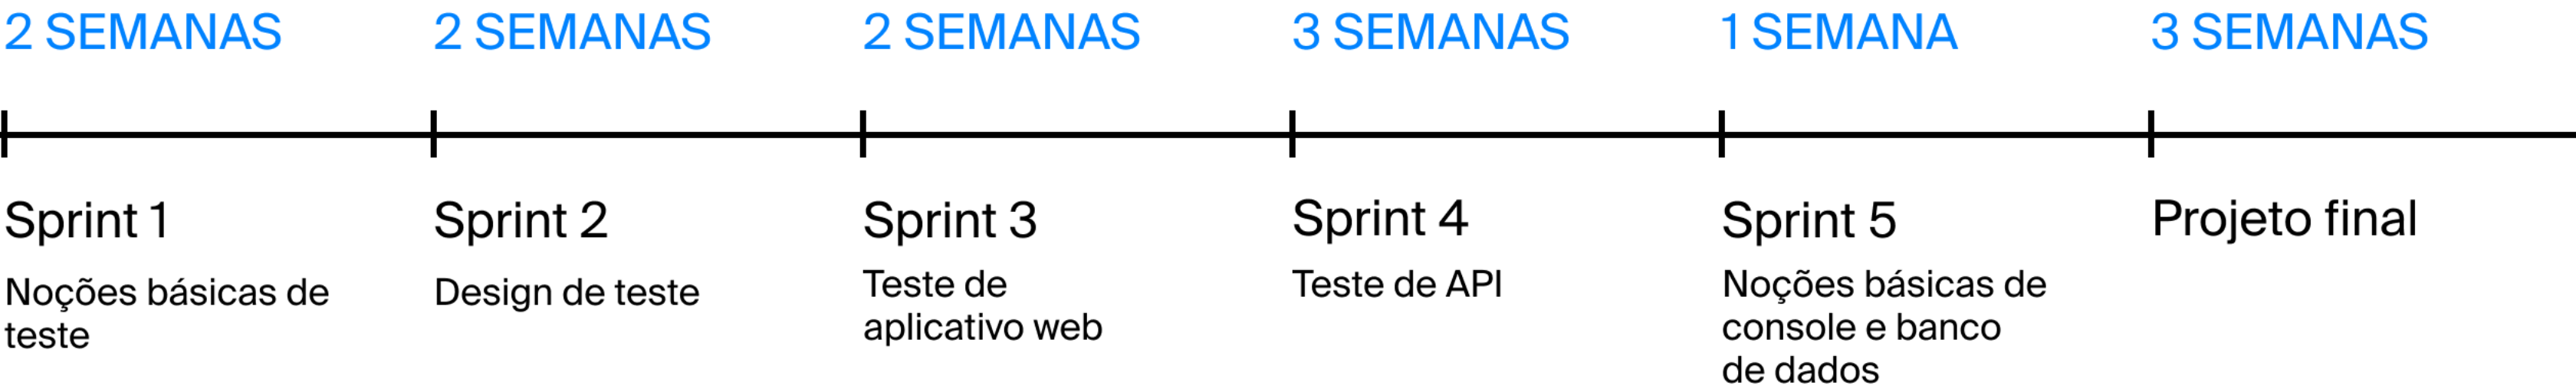 2 SEMANAS
2 SEMANAS
2 SEMANAS
3 SEMANAS
1 SEMANA
3 SEMANAS
Sprint 1
Noções básicas de
teste
Sprint 2
Design de teste
Sprint 3
Teste de
aplicativo web
Sprint 4
Teste de API
Sprint 5
Noções básicas de
console e banco
de dados
Projeto final